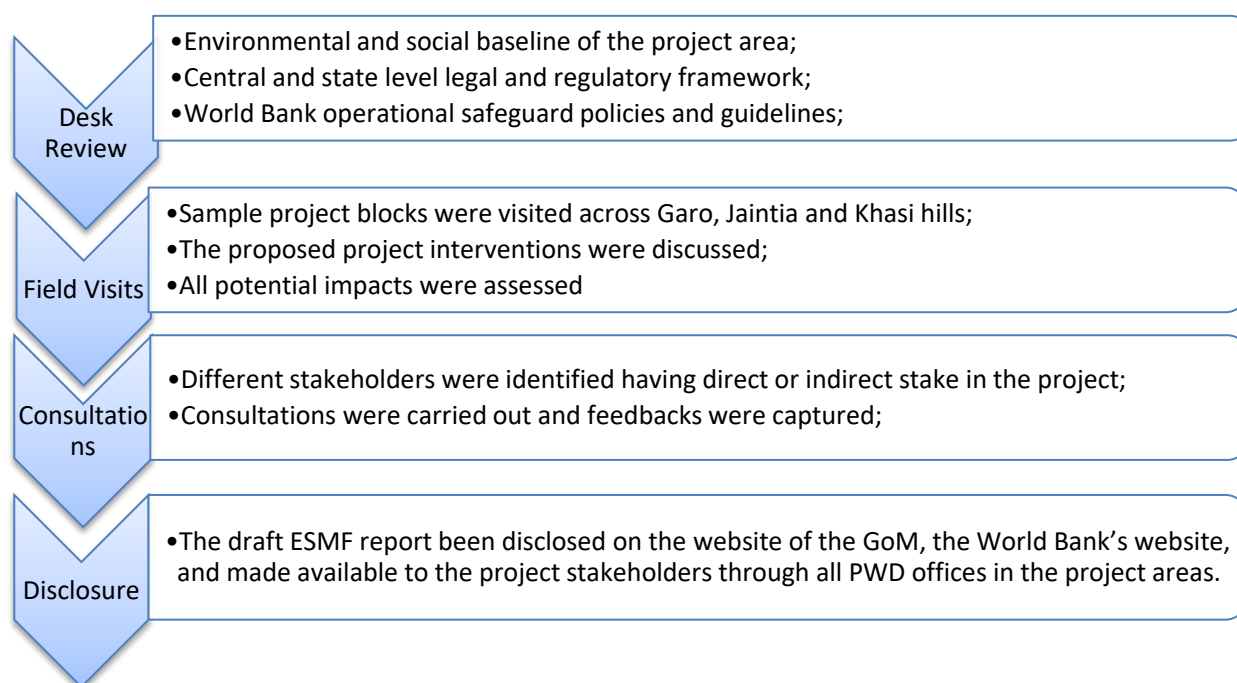 Desk
Review
•Environmental and social baseline of the project area;
•Central and state level legal and regulatory framework;
•World Bank operational safeguard policies and guidelines;
Field Visits
•Sample project blocks were visited across Garo, Jaintia and Khasi hills;
•The proposed project interventions were discussed;
•All potential impacts were assessed
Consultatio
ns
•Different stakeholders were identified having direct or indirect stake in the project;
•Consultations were carried out and feedbacks were captured;
Disclosure
•The draft ESMF report been disclosed on the website of the GoM, the World Bank’s website,
and made available to the project stakeholders through all PWD offices in the project areas.